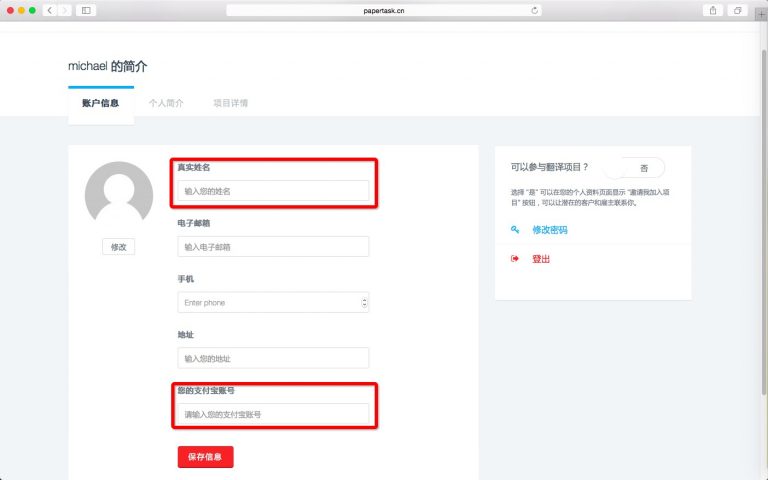 papertask.cn
michael 的简介
账户信息
个人简介
项目详情
真实姓名
输入您的姓名
修改
电子邮箱
输入电子邮箱
手机
Enter phone
地址
输入您的地址
您的支付宝账号
请输入您的支付宝账号
保存信息
可以参与翻译项目？
否
选择 "是" 可以在您的个人资料页面显示 "邀请我加入项
目" 按钮，可以让潜在的客户和雇主联系你。
修改密码
登出